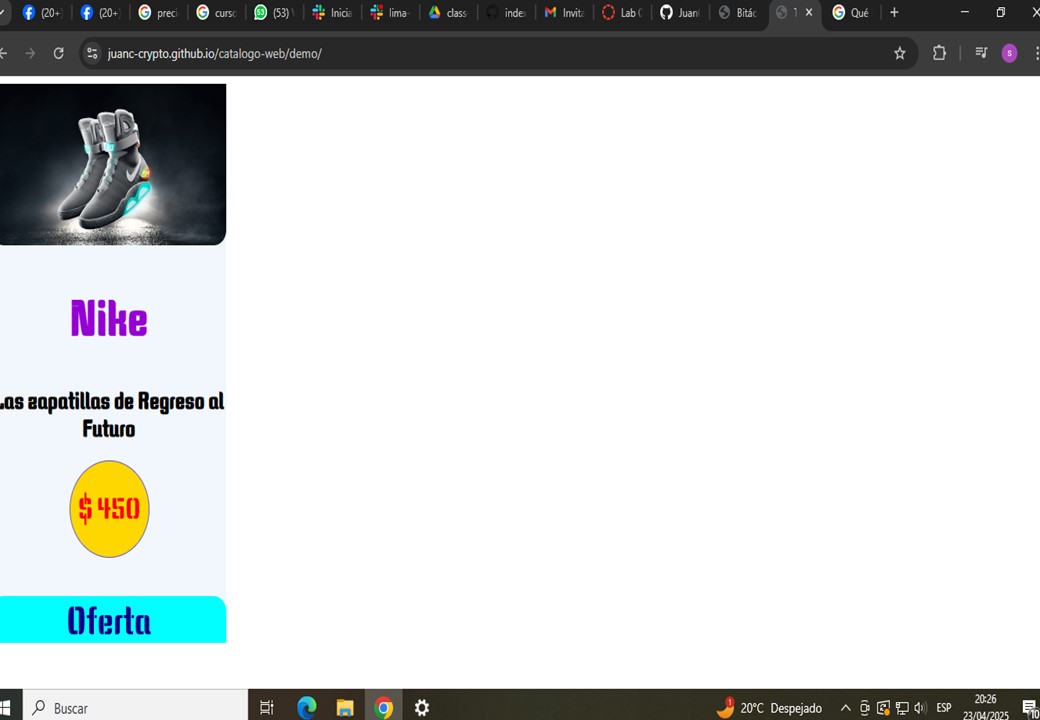 (20+)
(20+)
preci
curso
(53)
Inicia
lima-
class-
index
Invita
Lab
Juan
Bitác
Qué
juanc-crypto.github.io/catalogo-web/demo/
s
Nike
Las zapatillas de Regreso al
Futuro
$ 450
Oferta
Buscar
1
20°C Despejado
ESP
20:26
23/04/2025
10